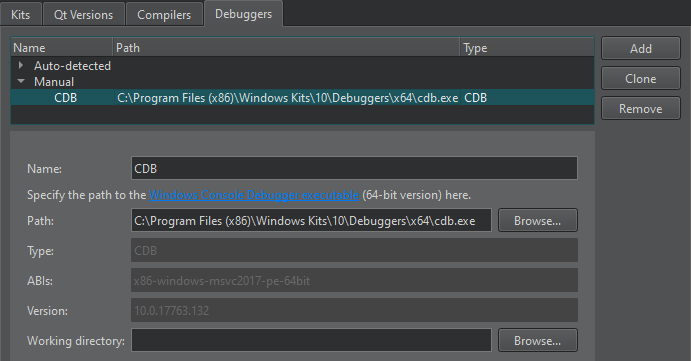 Kits Qt Versions Compilers Debuggers
Name Path Type
Auto-detected
Manual
CDB C:\Program Files (x86)\Windows Kits\10\Debuggers\x64\cdb.exe CDB
Add
Clone
Remove
Name: CDB
Specify the path to the Windows Console Debugger executable (64-bit version) here.
Path: C:\Program Files (x86)\Windows Kits\10\Debuggers\x64\cdb.exe Browse...
Type: CDB
ABIs: x86-windows-msvc2017-pe-64bit
Version: 10.0.17763.132
Working directory: Browse...